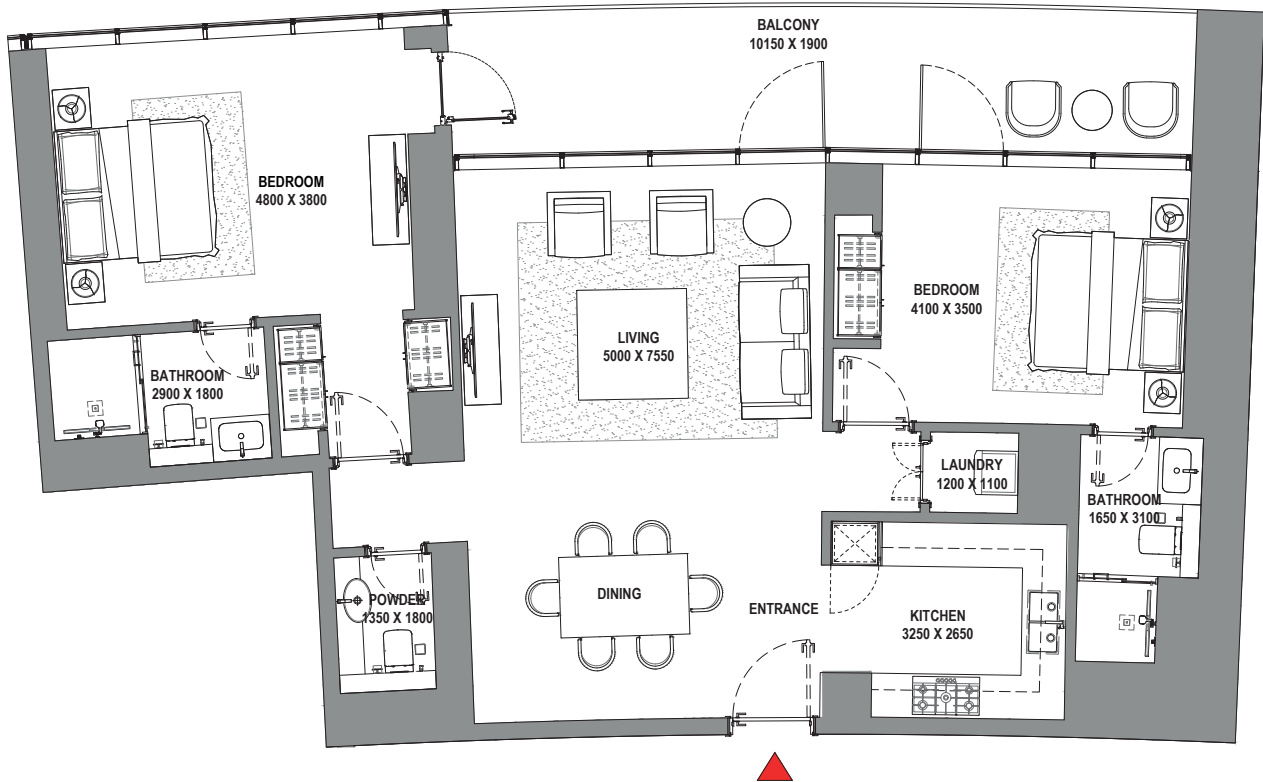 BALCONY
10150 X 1900
BEDROOM
4800 X 3800
BEDROOM
4100 X 3500
LIVING
5000 X 7550
BATHROOM
2900 X 1800
LAUNDRY
1200 X 1100
BATHROOM
1650 X 3100
DINING
POWDER
1350 X 1800
ENTRANCE
KITCHEN
3250 X 2650